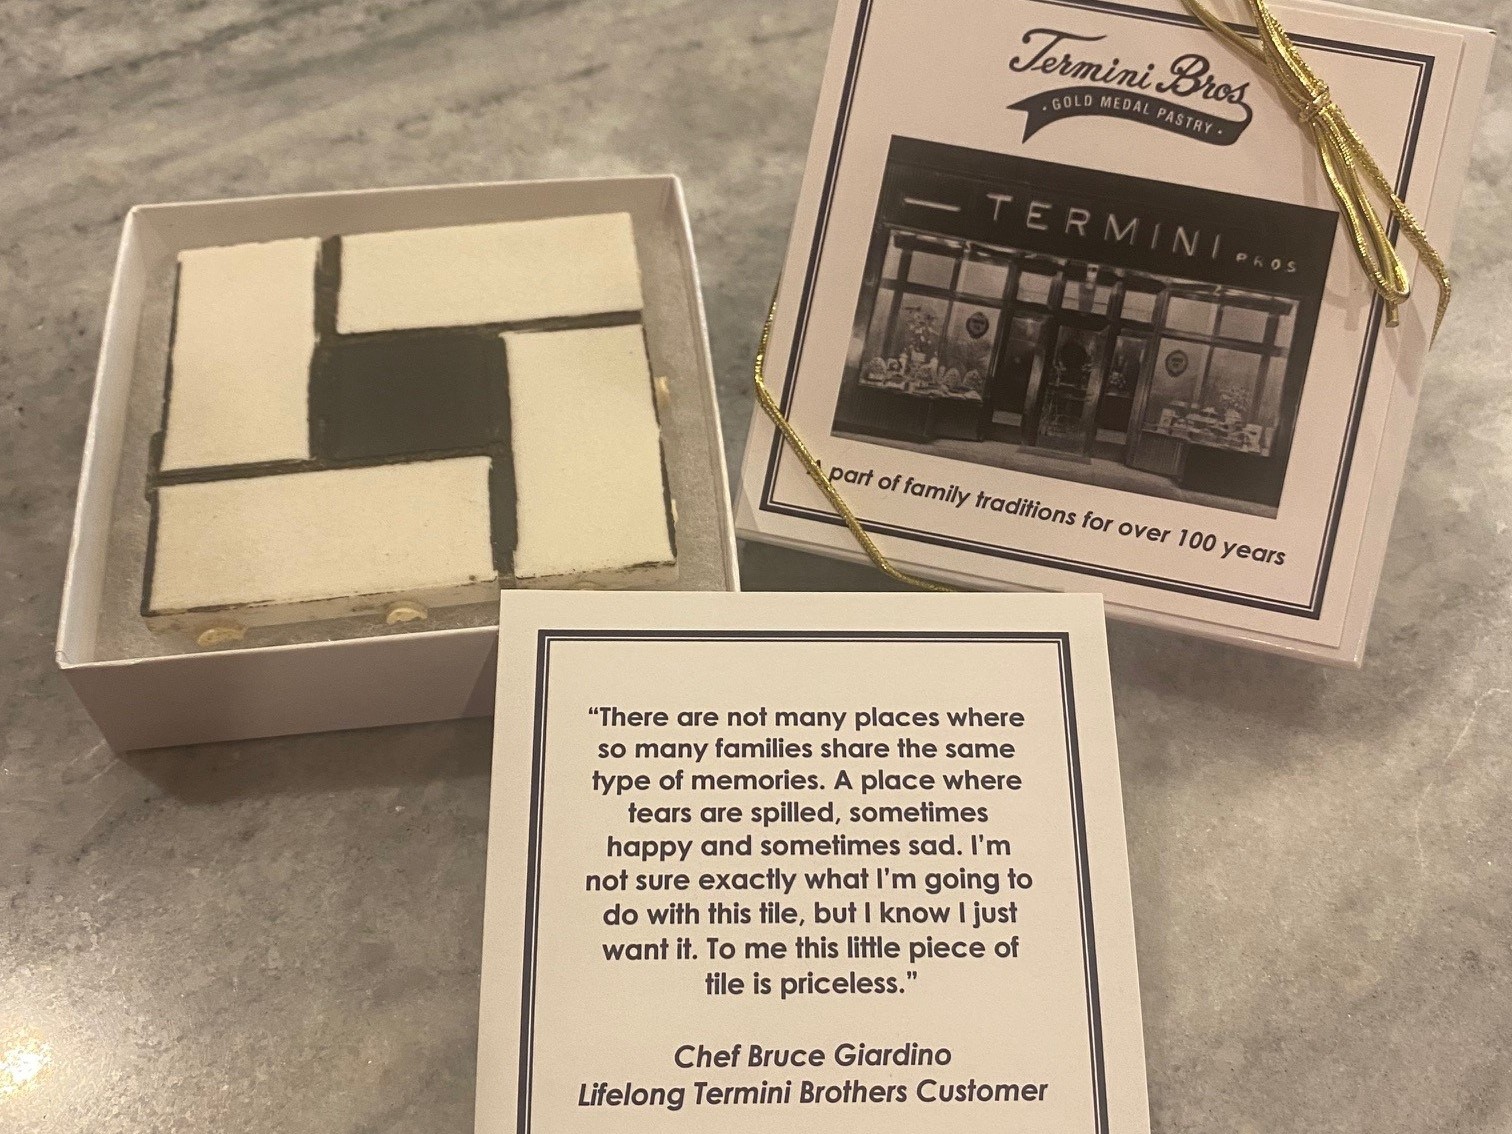 Termini Bros
· GOLD MEDAL PASTRY ·
TERMINI BROS
A part of family traditions for over 100 years
“There are not many places where
so many families share the same
type of memories. A place where
tears are spilled, sometimes
happy and sometimes sad. I’m
not sure exactly what I’m going to
do with this tile, but I know I just
want it. To me this little piece of
tile is priceless.”
Chef Bruce Giardino
Lifelong Termini Brothers Customer